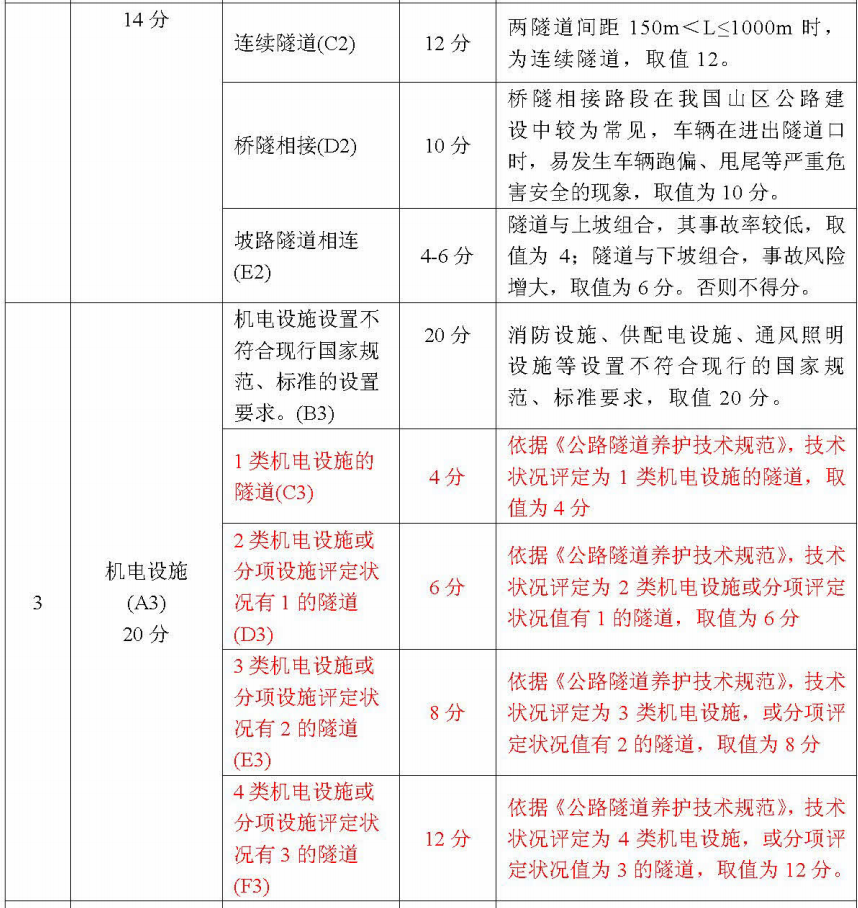 14 分
连续隧道(C2)
12 分
两隧道间距 150m＜L≤1000m 时，
为连续隧道，取值 12。
桥隧相接(D2)
10 分
桥隧相接路段在我国山区公路建
设中较为常见，车辆在进出隧道口
时，易发生车辆跑偏、甩尾等严重危
害安全的现象，取值为 10 分。
坡路隧道相连
(E2)
4-6 分
隧道与上坡组合，其事故率较低，取
值为 4；隧道与下坡组合，事故风险
增大，取值为 6 分。否则不得分。
3
机电设施
(A3)
20 分
机电设施设置不
符合现行国家规
范、标准的设置
要求。(B3)
20 分
消防设施、供配电设施、通风照明
设施等设置不符合现行的国家规
范、标准要求，取值 20 分。
1 类机电设施的
隧道(C3)
4 分
依据《公路隧道养护技术规范》，技术
状况评定为 1 类机电设施的隧道，取
值为 4 分
2 类机电设施或
分项设施评定状
况有 1 的隧道
(D3)
6 分
依据《公路隧道养护技术规范》，技术
状况评定为 2 类机电设施或分项评定
状况值有 1 的隧道，取值为 6 分
3 类机电设施或
分项设施评定状
况有 2 的隧道
(E3)
8 分
依据《公路隧道养护技术规范》，技术
状况评定为 3 类机电设施，或分项评
定状况值有 2 的隧道，取值为 8 分
4 类机电设施或
分项设施评定状
况有 3 的隧道
(F3)
12 分
依据《公路隧道养护技术规范》，技术
状况评定为 4 类机电设施，或分项评
定状况值为 3 的隧道，取值为 12 分。